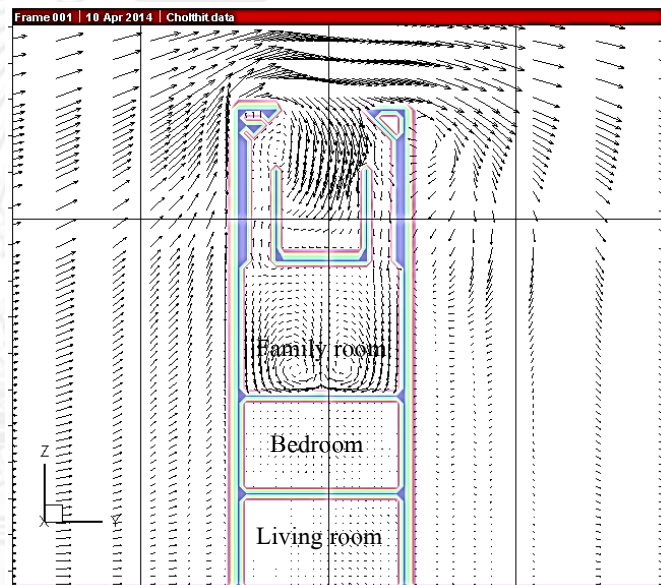 Frame 001 | 10 Apr 2014 | Cholthit data
Family room
Bedroom
Z
X Y
Living room